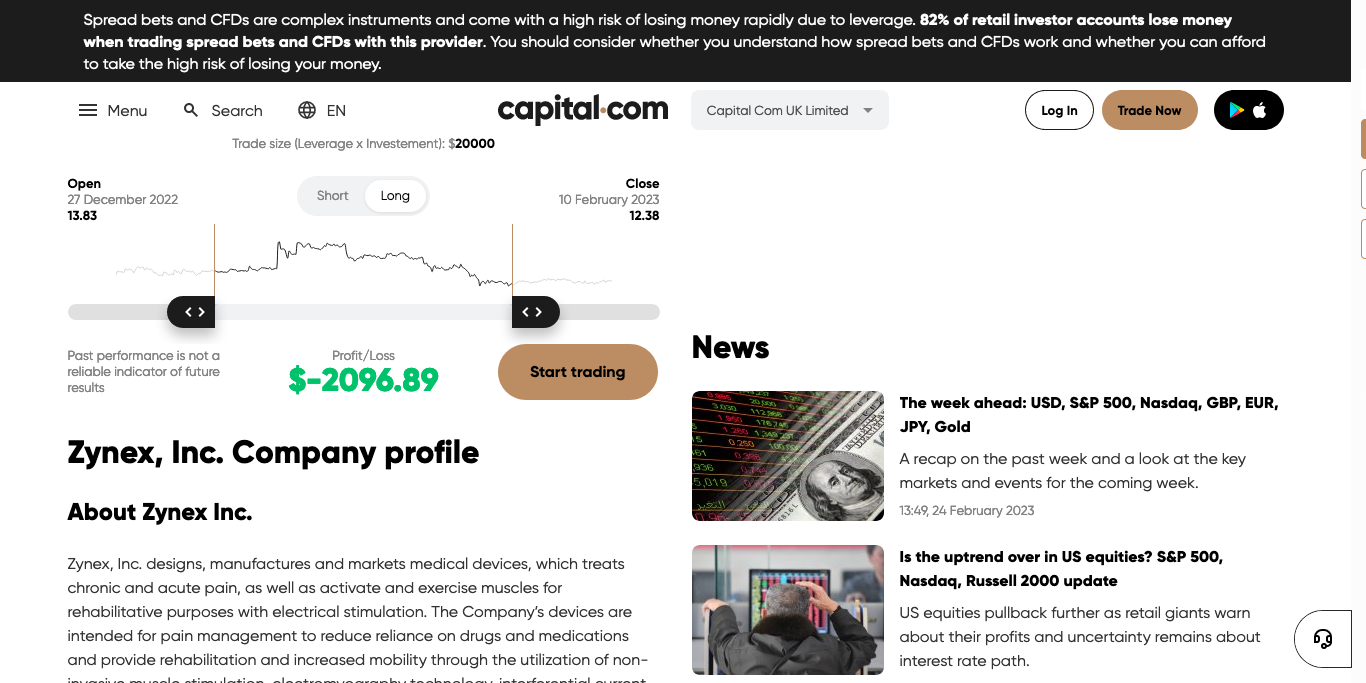 Spread bets and CFDs are complex instruments and come with a high risk of losing money rapidly due to leverage. 82% of retail investor accounts lose money
when trading spread bets and CFDs with this provider. You should consider whether you understand how spread bets and CFDs work and whether you can afford
to take the high risk of losing your money.
Menu
Search
EN
capital.com
Capital Com UK Limited
Log In
Trade Now
Trade size (Leverage x Investement): $20000
Open
27 December 2022
13.83
Short
Long
Close
10 February 2023
12.38
Past performance is not a
reliable indicator of future
results
Profit/Loss
$-2096.89
Start trading
Zynex, Inc. Company profile
About Zynex Inc.
Zynex, Inc. designs, manufactures and markets medical devices, which treats
chronic and acute pain, as well as activate and exercise muscles for
rehabilitative purposes with electrical stimulation. The Company's devices are
intended for pain management to reduce reliance on drugs and medications
and provide rehabilitation and increased mobility through the utilization of non-
invasive muscle stimulation, electromyography technology, interferential current,
News
The week ahead: USD, S&P 500, Nasdaq, GBP, EUR,
JPY, Gold
A recap on the past week and a look at the key
markets and events for the coming week.
13:49, 24 February 2023
Is the uptrend over in US equities? S&P 500,
Nasdaq, Russell 2000 update
US equities pullback further as retail giants warn
about their profits and uncertainty remains about
interest rate path.